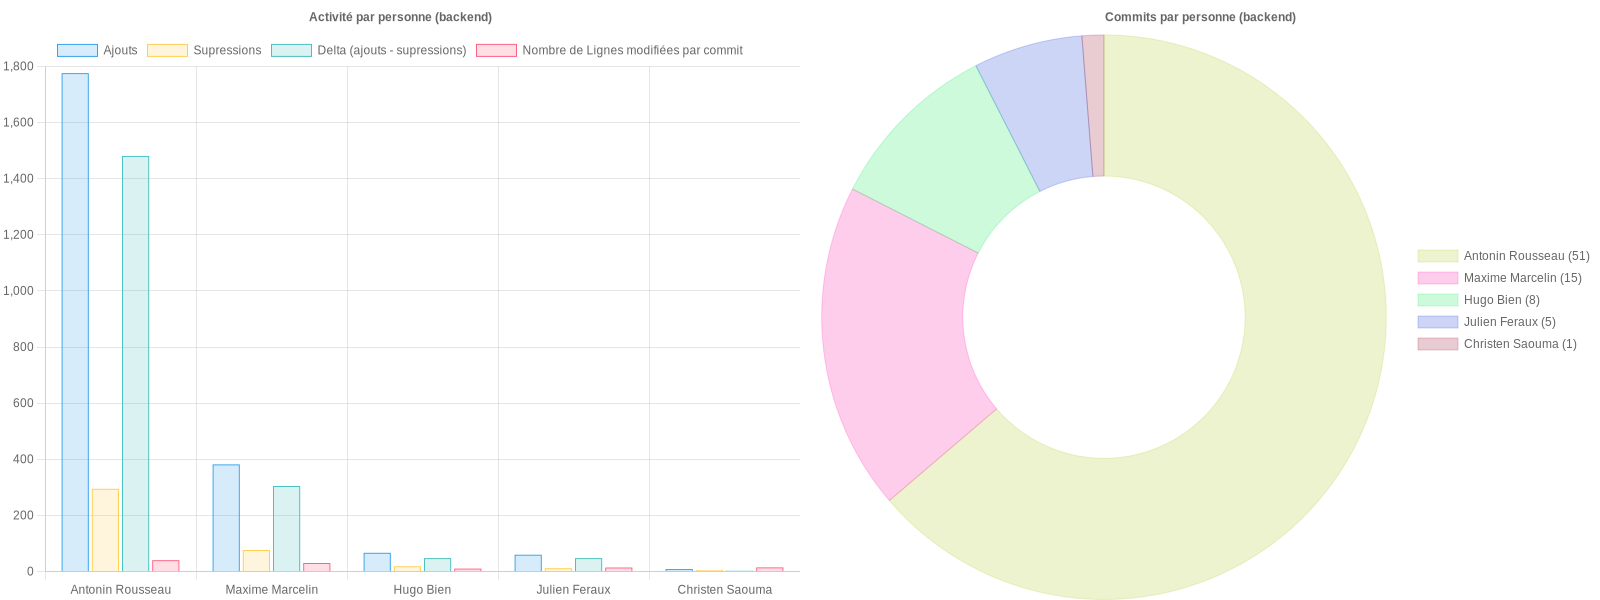 Activité par personne (backend)
Ajouts Supressions Delta (ajouts - supressions) Nombre de Lignes modifiées par commit
1,800
1,600
1,400
1,200
1,000
800
600
400
200
0
Antonin Rousseau Maxime Marcelin Hugo Bien Julien Feraux Christen Saouma
Commits par personne (backend)
Antonin Rousseau (51)
Maxime Marcelin (15)
Hugo Bien (8)
Julien Feraux (5)
Christen Saouma (1)